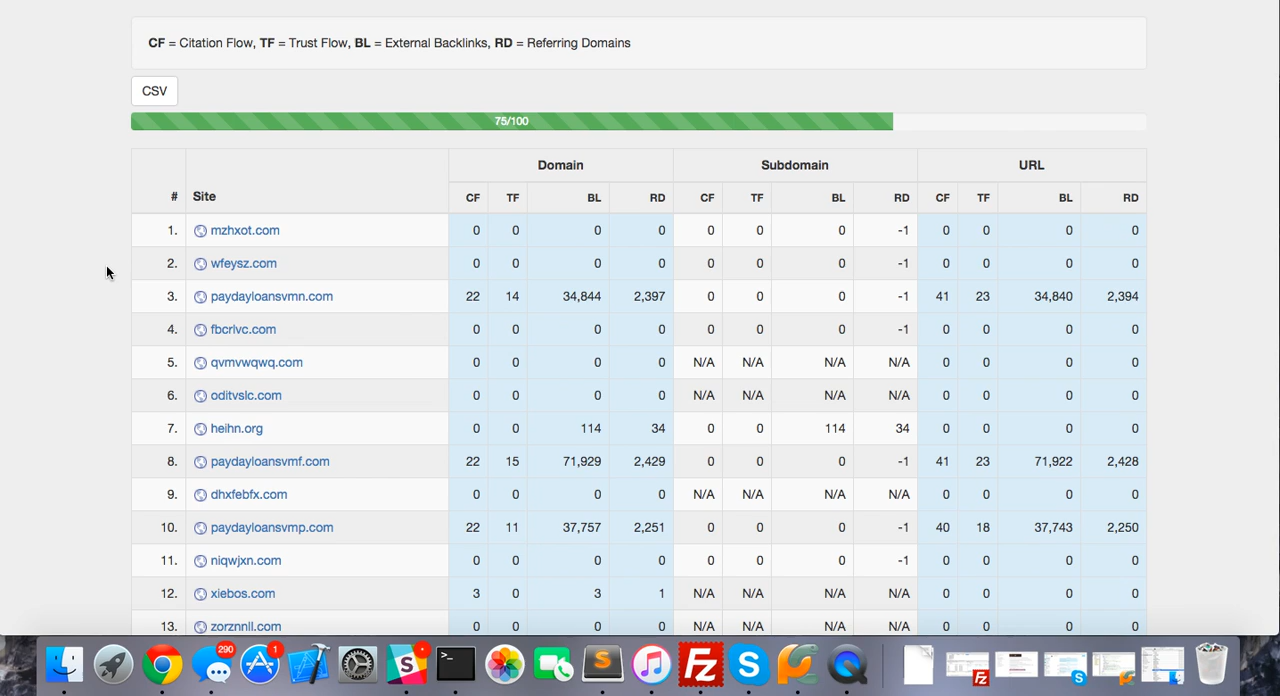 CF = Citation Flow, TF = Trust Flow, BL = External Backlinks, RD = Referring Domains
CSV
75/100
Domain Subdomain URL
# Site CF TF BL RD CF TF BL RD CF TF BL RD
1. mzhxot.com 0 0 0 0 0 0 0 -1 0 0 0 0
2. wfeysz.com 0 0 0 0 0 0 0 -1 0 0 0 0
3. paydayloansvmn.com 22 14 34,844 2,397 0 0 0 -1 41 23 34,840 2,394
4. fbcrlvc.com 0 0 0 0 0 0 0 -1 0 0 0 0
5. qvmvwqwq.com 0 0 0 0 N/A N/A N/A N/A 0 0 0 0
6. oditvslc.com 0 0 0 0 N/A N/A N/A N/A 0 0 0 0
7. heihn.org 0 0 114 34 0 0 114 34 0 0 0 0
8. paydayloansvmf.com 22 15 71,929 2,429 0 0 0 -1 41 23 71,922 2,428
9. dhxfebfx.com 0 0 0 0 N/A N/A N/A N/A 0 0 0 0
10. paydayloansvmp.com 22 11 37,757 2,251 0 0 0 -1 40 18 37,743 2,250
11. niqwjxn.com 0 0 0 0 0 0 0 -1 0 0 0 0
12. xiebos.com 3 0 3 1 N/A N/A N/A N/A 0 0 0 0
13. zorznnil.com 0 0 0 0 N/A N/A N/A N/A 0 0 0 0
290
1
>_
S
S
Fz
S
Fz
S